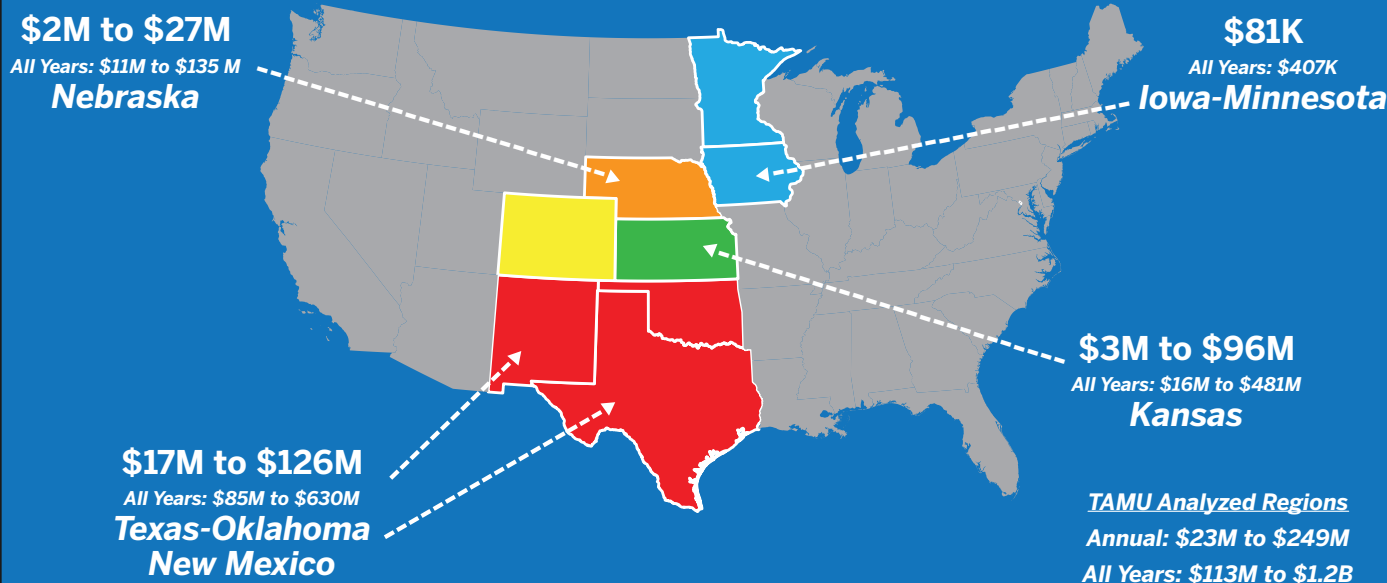 $2M to $27M
All Years: $11M to $135 M
Nebraska
$81K
All Years: $407K
Iowa-Minnesota
$3M to $96M
All Years: $16M to $481M
Kansas
$17M to $126M
All Years: $85M to $630M
Texas-Oklahoma
New Mexico
TAMU Analyzed Regions
Annual: $23M to $249M
All Years: $113M to $1.2B